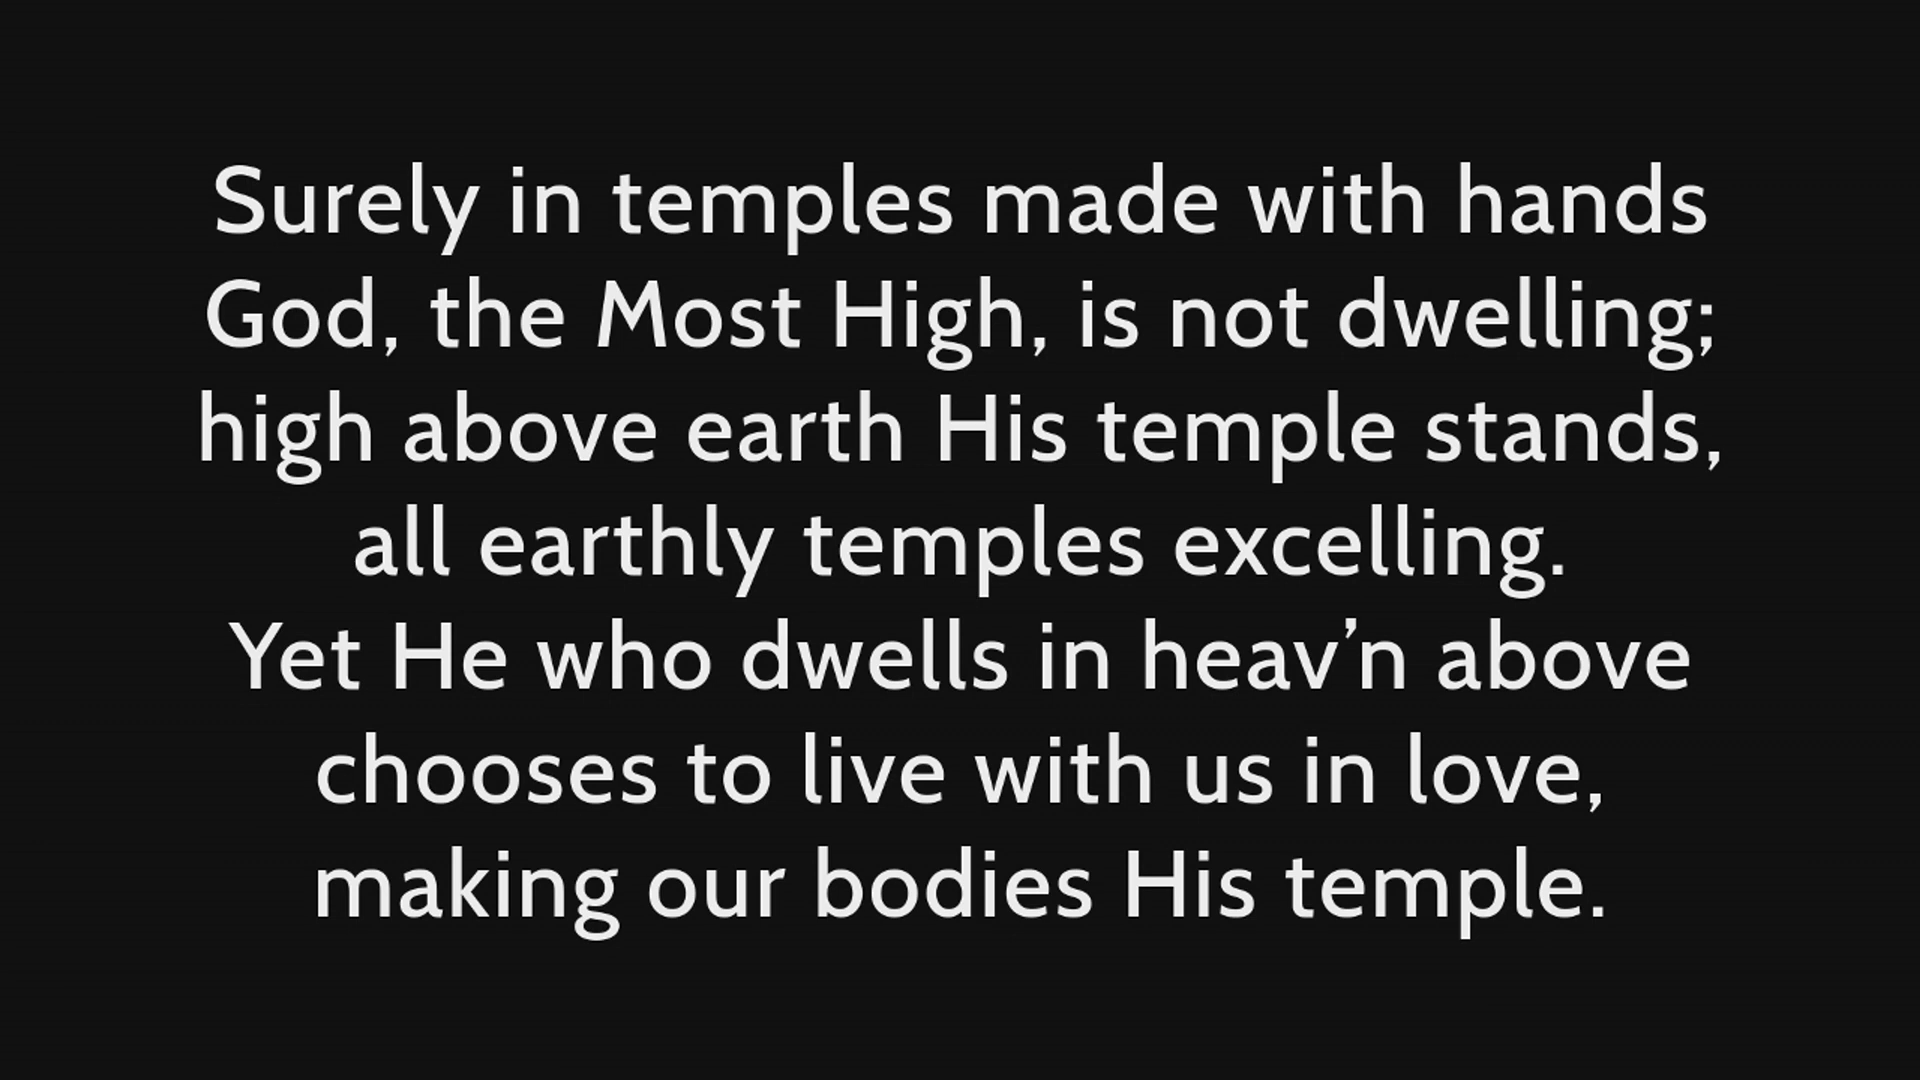 Surely in temples made with hands
God, the Most High, is not dwelling;
high above earth His temple stands,
all earthly temples excelling.
Yet He who dwells in heav’n above
chooses to live with us in love,
making our bodies His temple.